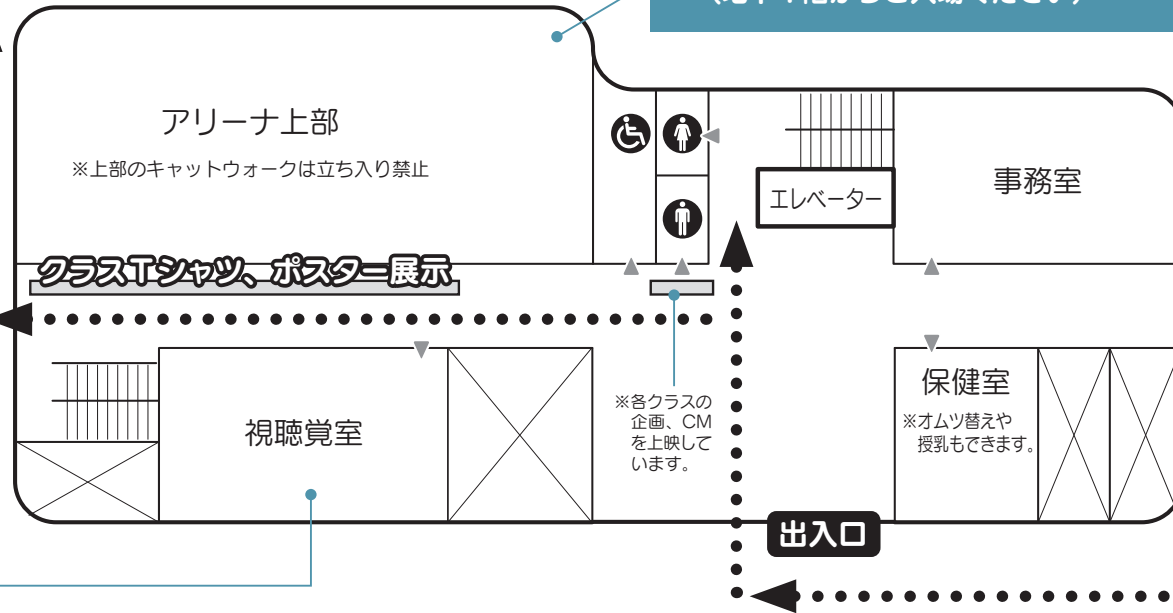 アリーナ上部
※上部のキャットウォークは立ち入り禁止
エレベーター
事務室
クラスTシャツ、ポスター展示
視聴覚室
※各クラスの
企画、CM
を上映して
います。
保健室
※オムツ替えや
授乳もできます。
出入口